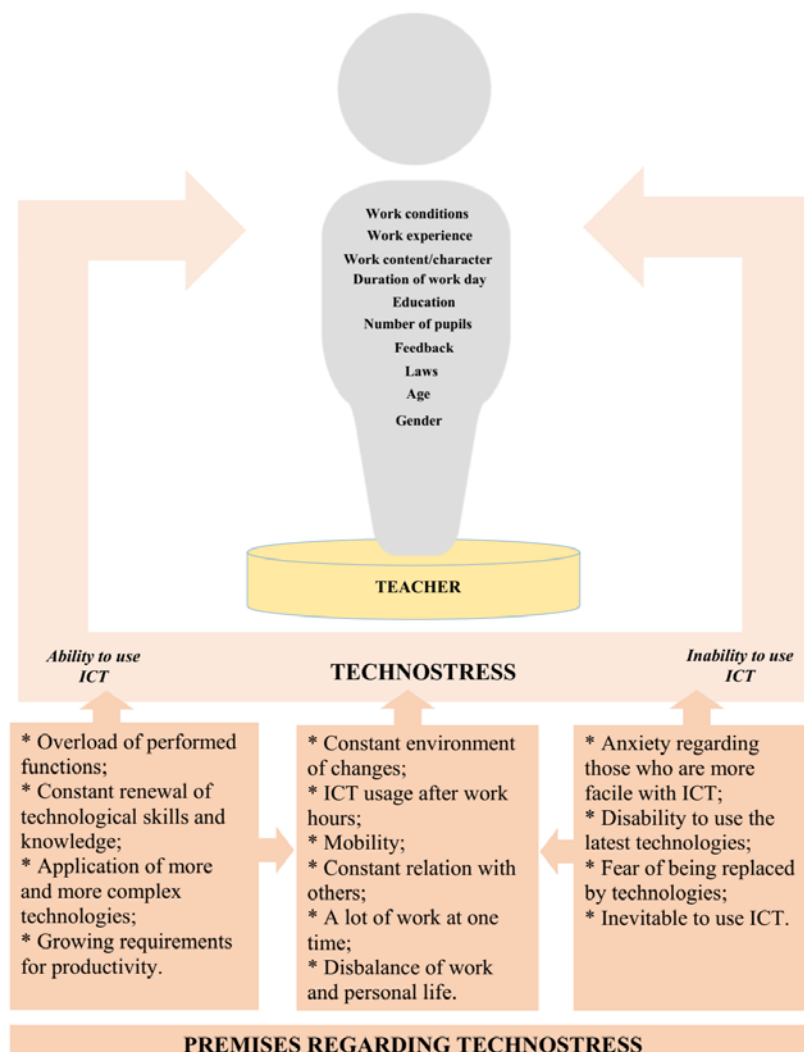 Work conditions
Work experience
Work content/character
Duration of work day
Education
Number of pupils
Feedback
Laws
Age
Gender
TEACHER
Ability to use
ICT
TECHNOSTRESS
Inability to use
ICT
* Overload of performed
functions;
* Constant renewal of
technological skills and
knowledge;
* Application of more
and more complex
technologies;
* Growing requirements
for productivity.
* Constant environment
of changes;
* ICT usage after work
hours;
* Mobility;
* Constant relation with
others;
* A lot of work at one
time;
* Disbalance of work
and personal life.
* Anxiety regarding
those who are more
facile with ICT;
* Disability to use the
latest technologies;
* Fear of being replaced
by technologies;
* Inevitable to use ICT.
PREMISES REGARDING TECHNOSTRESS